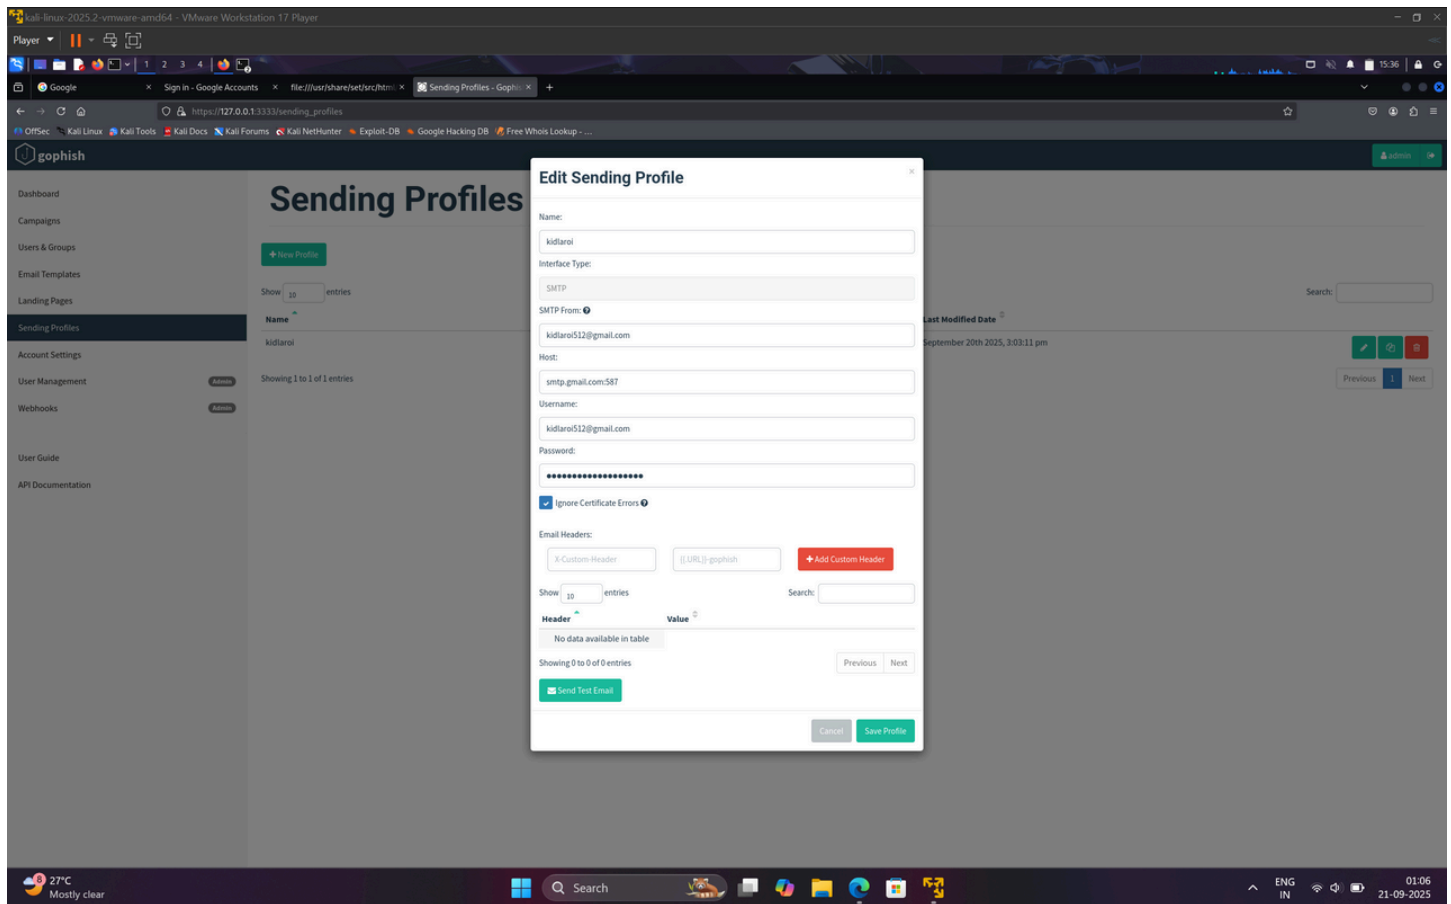 kali-linux-2025.2-vmware-amd64 - VMware Workstation 17 Player
Player
1 2 3 4
15:36
Google
Sign in - Google Accounts
file:///usr/share/set/src/html
Sending Profiles - Gophis
https://127.0.0.1:3333/sending_profiles
OffSec Kali Linux Kali Tools Kali Docs Kali Forums Kali NetHunter Exploit-DB Google Hacking DB Free Whois Lookup - ...
gophish
admin
Dashboard
Campaigns
Users & Groups
Email Templates
Landing Pages
Sending Profiles
Account Settings
User Management Admin
Webhooks Admin
User Guide
API Documentation
Sending Profiles
+ New Profile
Show 10 entries
Search:
Name
Last Modified Date
kidlaroi
September 20th 2025, 3:03:11 pm
Showing 1 to 1 of 1 entries
Previous 1 Next
Edit Sending Profile
×
Name:
kidlaroi
Interface Type:
SMTP
SMTP From:
kidlaroi512@gmail.com
Host:
smtp.gmail.com:587
Username:
kidlaroi512@gmail.com
Password:
•••••••••••••••••••
Ignore Certificate Errors
Email Headers:
X-Custom-Header
{{.URL}}-gophish
+ Add Custom Header
Show 10 entries
Search:
Header Value
No data available in table
Showing 0 to 0 of 0 entries
Previous Next
Send Test Email
Cancel Save Profile
8
27°C
Mostly clear
Search
ENG
IN
01:06
21-09-2025